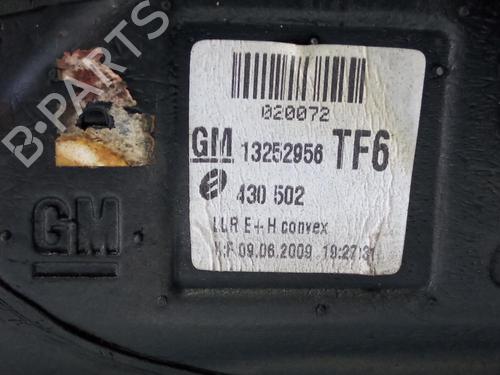 B-PARTS
020072
GM 13252956 TF6
430 502
LLR E+H convex
09.06.2009 19:27:31
GM